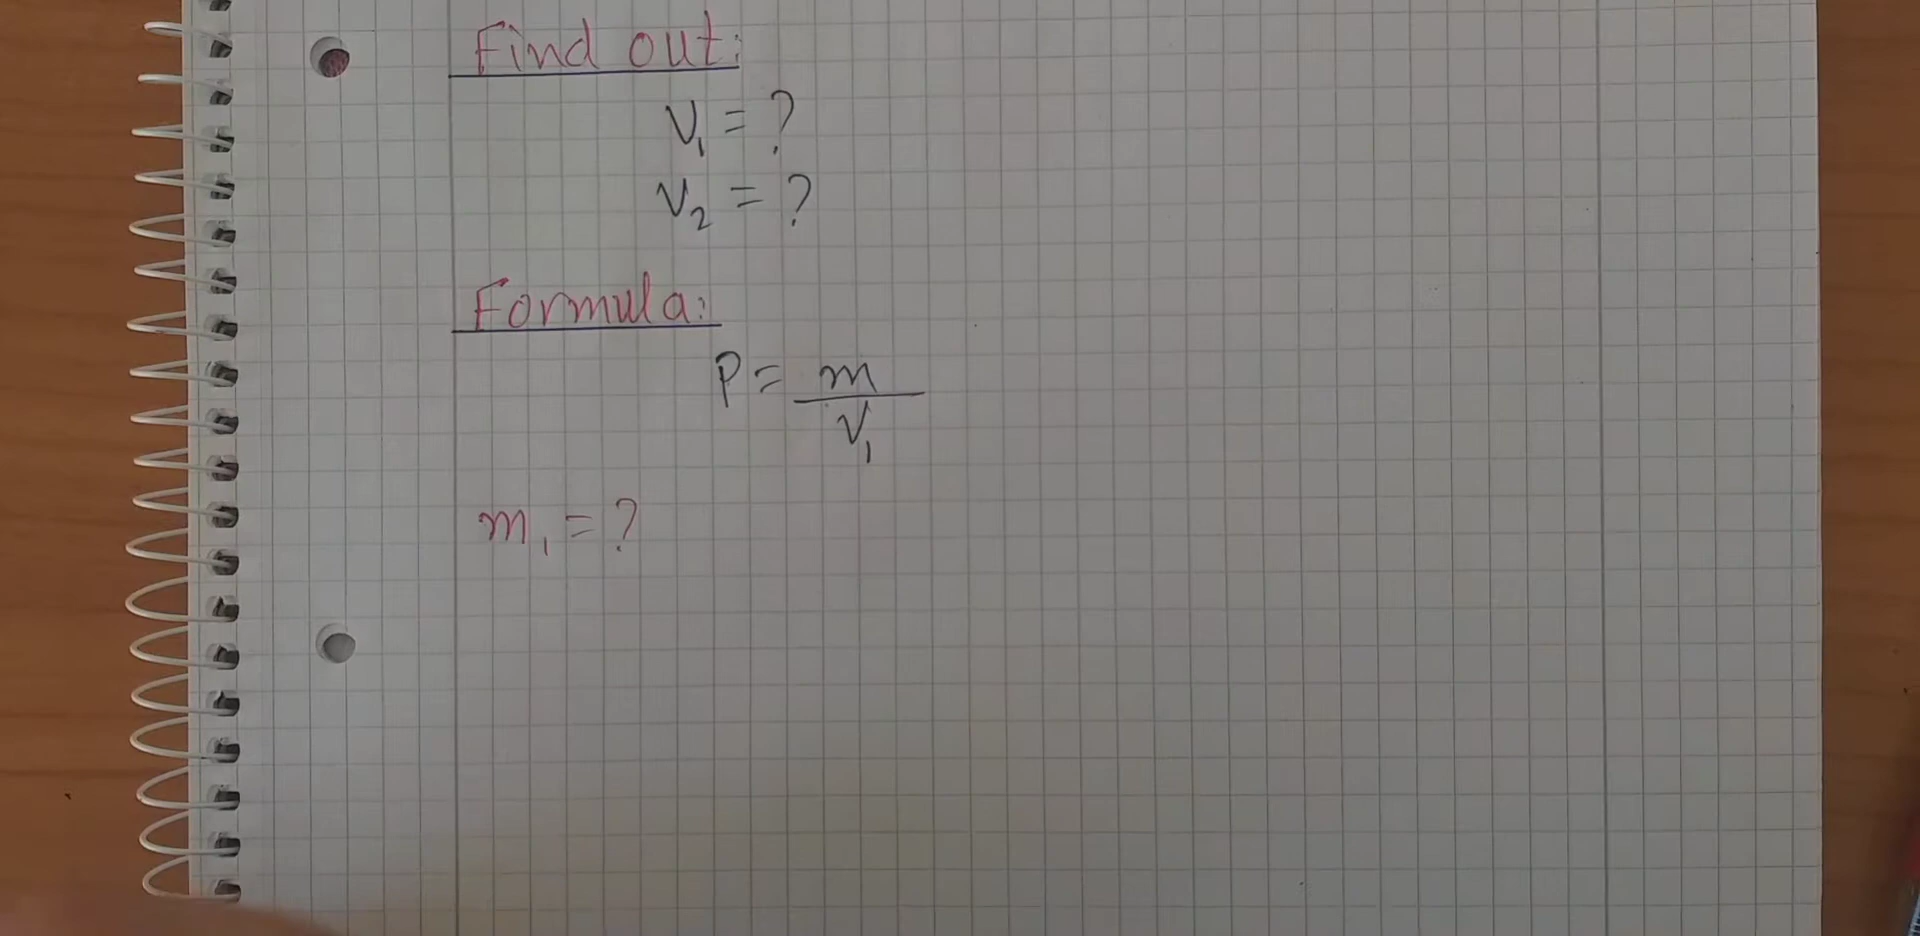 Find out:
V₁ = ?
V₂ = ?
Formula:
P = m / V₁
m₁ = ?